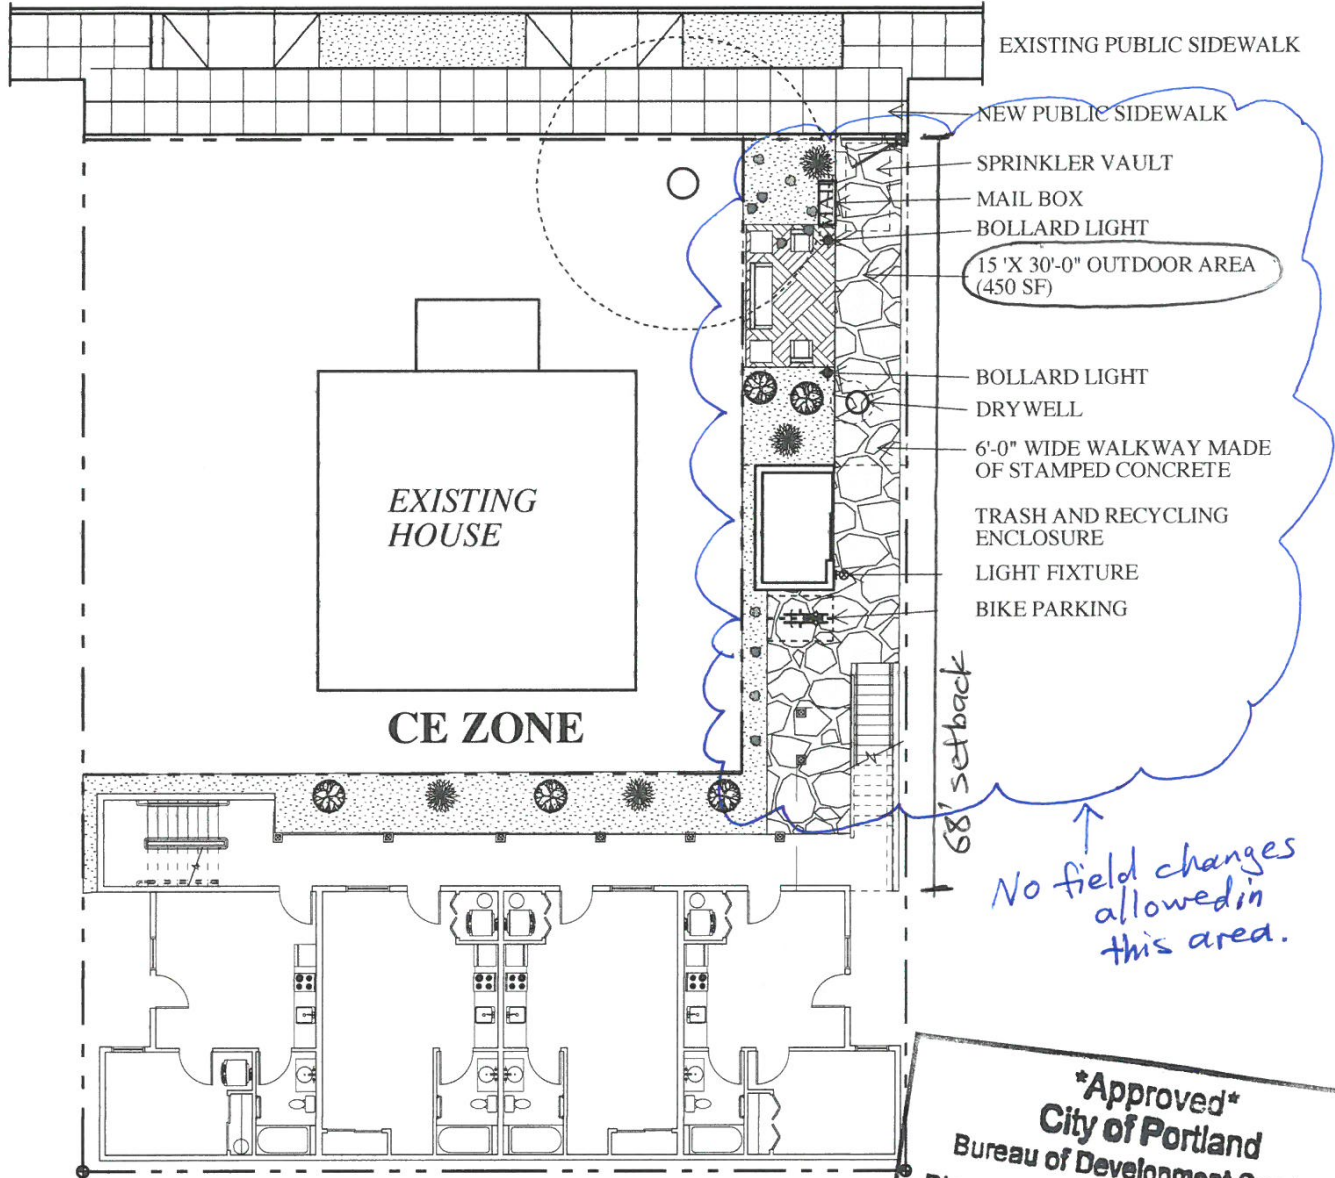 EXISTING PUBLIC SIDEWALK
NEW PUBLIC SIDEWALK
SPRINKLER VAULT
MAIL BOX
MAIL
BOLLARD LIGHT
15 'X 30'-0" OUTDOOR AREA
(450 SF)
BOLLARD LIGHT
DRYWELL
6'-0" WIDE WALKWAY MADE
OF STAMPED CONCRETE
EXISTING
HOUSE
TRASH AND RECYCLING
ENCLOSURE
LIGHT FIXTURE
BIKE PARKING
CE ZONE
68' setback
No field changes
allowed in
this area.
*Approved*
City of Portland
Bureau of Development